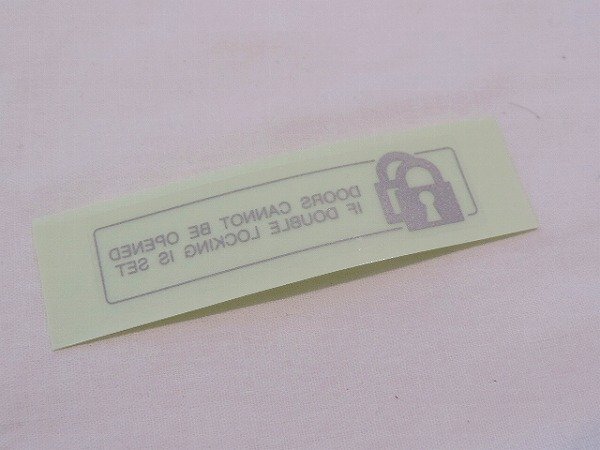 DOORS CANNOT BE OPENED
IF DOUBLE LOCKING IS SET